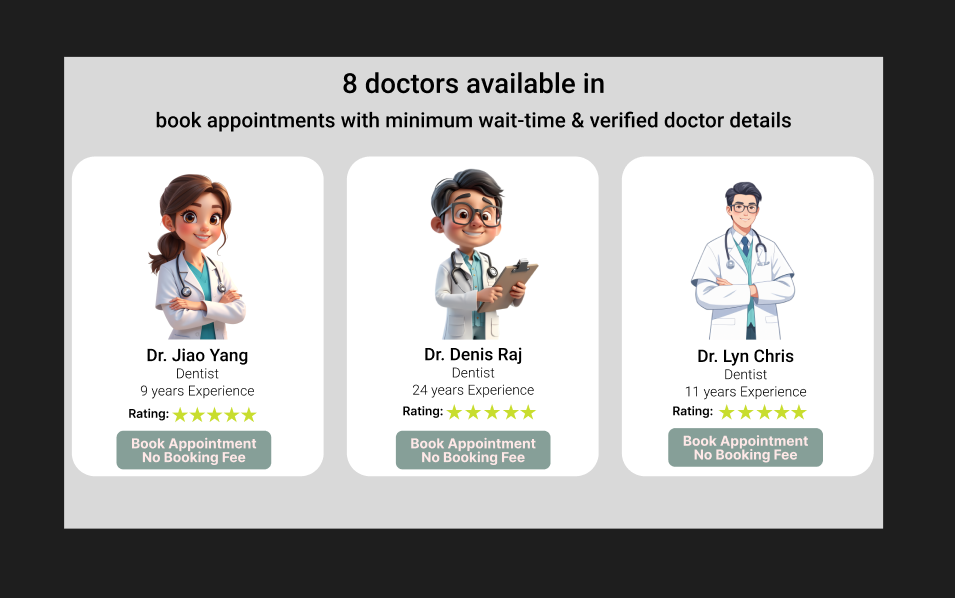 8 doctors available in
book appointments with minimum wait-time & verified doctor details
Dr. Jiao Yang
Dentist
9 years Experience
Rating:
Book Appointment
No Booking Fee
Dr. Denis Raj
Dentist
24 years Experience
Rating:
Book Appointment
No Booking Fee
Dr. Lyn Chris
Dentist
11 years Experience
Rating:
Book Appointment
No Booking Fee